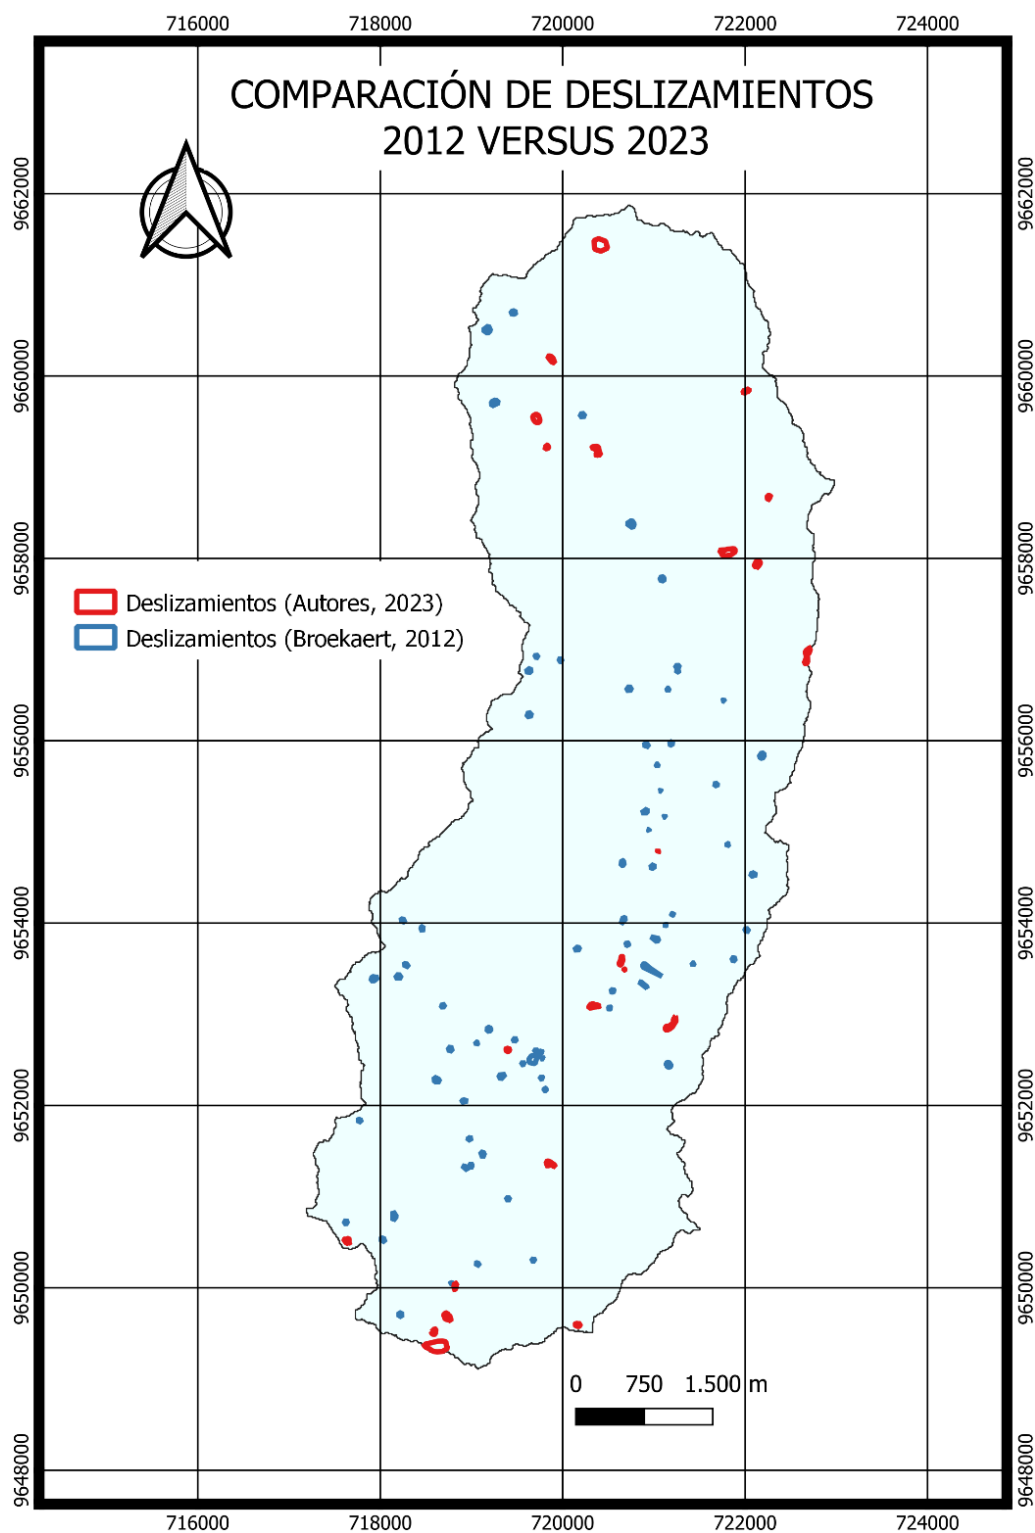 716000 718000 720000 722000 724000
COMPARACIÓN DE DESLIZAMIENTOS
2012 VERSUS 2023
9662000 9662000
9660000 9660000
9658000 9658000
Deslizamientos (Autores, 2023)
Deslizamientos (Broekaert, 2012)
9656000 9656000
9654000 9654000
9652000 9652000
9650000 9650000
0 750 1.500 m
9648000 9648000
716000 718000 720000 722000 724000